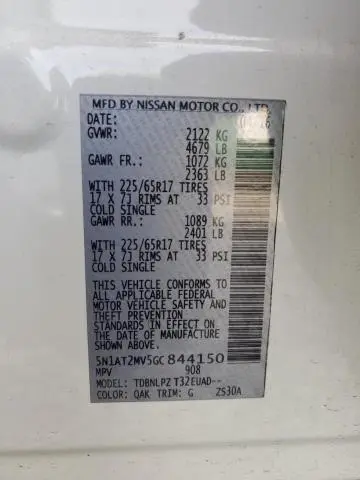 MFD BY NISSAN MOTOR CO., LTD.
DATE:
GVWR: 2122 KG
4679 LB
GAWR FR.: 1072 KG
2363 LB
WITH 225/65R17 TIRES
17 X 7J RIMS AT 33 PSI
COLD SINGLE
GAWR RR.: 1089 KG
2401 LB
WITH 225/65R17 TIRES
17 X 7J RIMS AT 33 PSI
COLD SINGLE
THIS VEHICLE CONFORMS TO
ALL APPLICABLE FEDERAL
MOTOR VEHICLE SAFETY AND
THEFT PREVENTION
STANDARDS IN EFFECT ON
THE DATE OF MANUFACTURE
SHOWN ABOVE.
5N1AT2MV5GC844150
MPV 908
MODEL: TDBNLPZ T32EUAD--
COLOR: QAK TRIM: G ZS30A